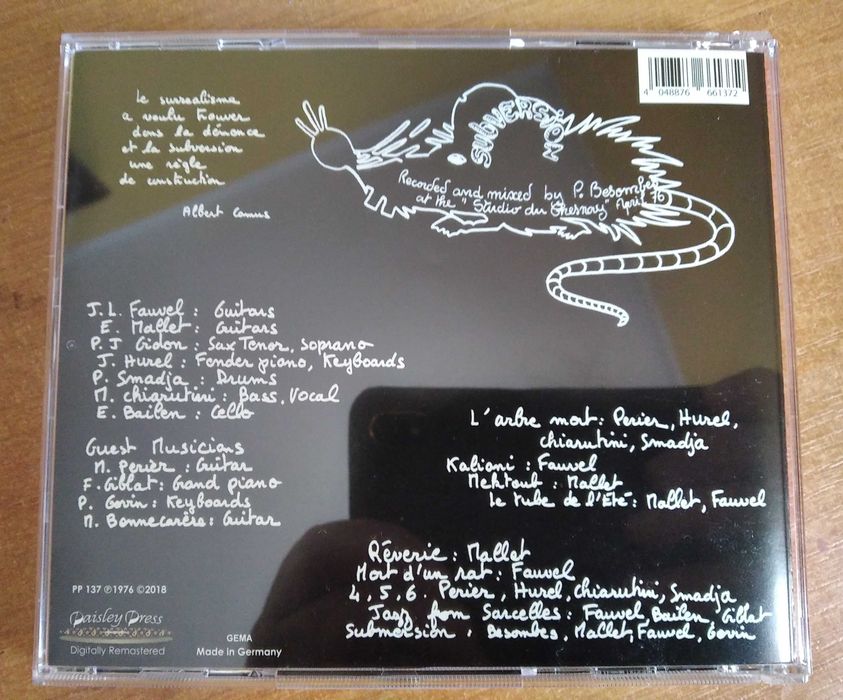 Le surrealisme
a voulu trouver
dans la démence
et la subversion
une règle
de construction
Albert Camus
SUBVERSION
Recorded and mixed by P. Besombes
at the "Studio du Chesnoy" April 76
4 048876 661372
J.L. Fauvel : Guitars
E. Mallet : Guitars
P.J Gidon : Sax Tenor, soprano
J. Hurel : Fender piano, Keyboards
P. Smadja : Drums
M. Chiarutini : Bass, Vocal
E. Bailen : Cello
Guest Musicians
M. Perier : Guitar
F. Giblat : Grand piano
P. Govin : Keyboards
M. Bonnecarère : Guitar
L'arbre mort : Perier, Hurel,
chiarutini, Smadja
Kaliani : Fauvel
Mektoub : Mallet
Le tube de l'Été : Mallet, Fauvel
Rêverie : Mallet
Mort d'un rat : Fauvel
4, 5, 6. Perier, Hurel, Chiarutini, Smadja
Jazz from Sarcelles : Fauvel, Bailen, Giblat
Submersion : Besombes, Mallet, Fauvel, Govin
PP 137 ℗1976 ©2018
Paisley Press
Digitally Remastered
GEMA
Made in Germany